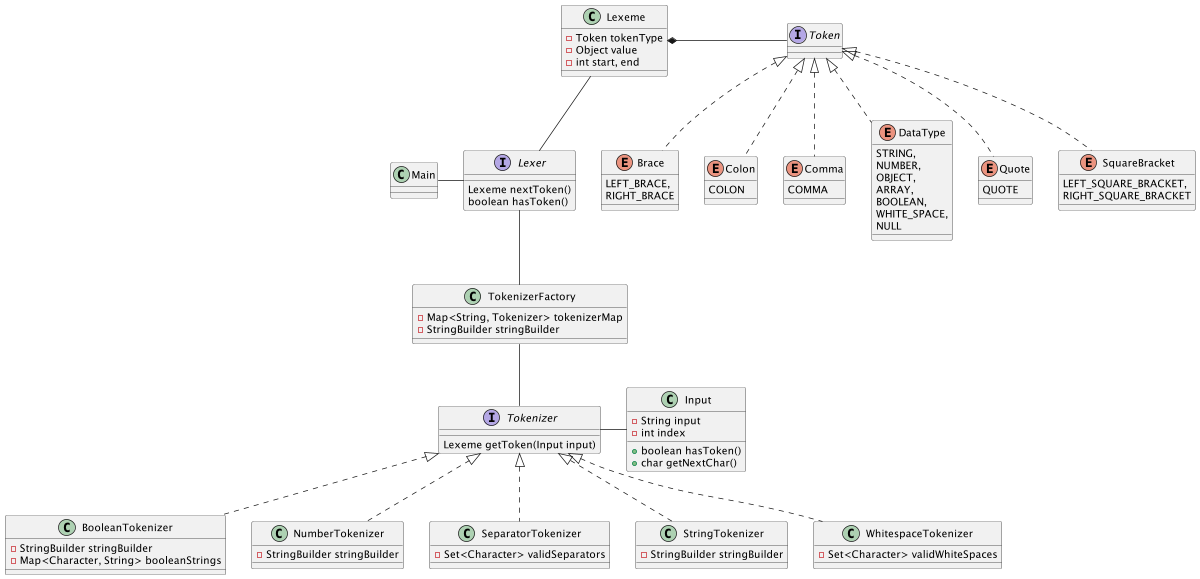 C Lexeme
Token tokenType
Object value
int start, end
I Token
I Lexer
Lexeme nextToken()
boolean hasToken()
C Main
E Brace
LEFT_BRACE,
RIGHT_BRACE
E Colon
COLON
E Comma
COMMA
E DataType
STRING,
NUMBER,
OBJECT,
ARRAY,
BOOLEAN,
WHITE_SPACE,
NULL
E Quote
QUOTE
E SquareBracket
LEFT_SQUARE_BRACKET,
RIGHT_SQUARE_BRACKET
C TokenizerFactory
Map<String, Tokenizer> tokenizerMap
StringBuilder stringBuilder
I Tokenizer
Lexeme getToken(Input input)
C Input
String input
int index
boolean hasToken()
char getNextChar()
C BooleanTokenizer
StringBuilder stringBuilder
Map<Character, String> booleanStrings
C NumberTokenizer
StringBuilder stringBuilder
C SeparatorTokenizer
Set<Character> validSeparators
C StringTokenizer
StringBuilder stringBuilder
C WhitespaceTokenizer
Set<Character> validWhiteSpaces